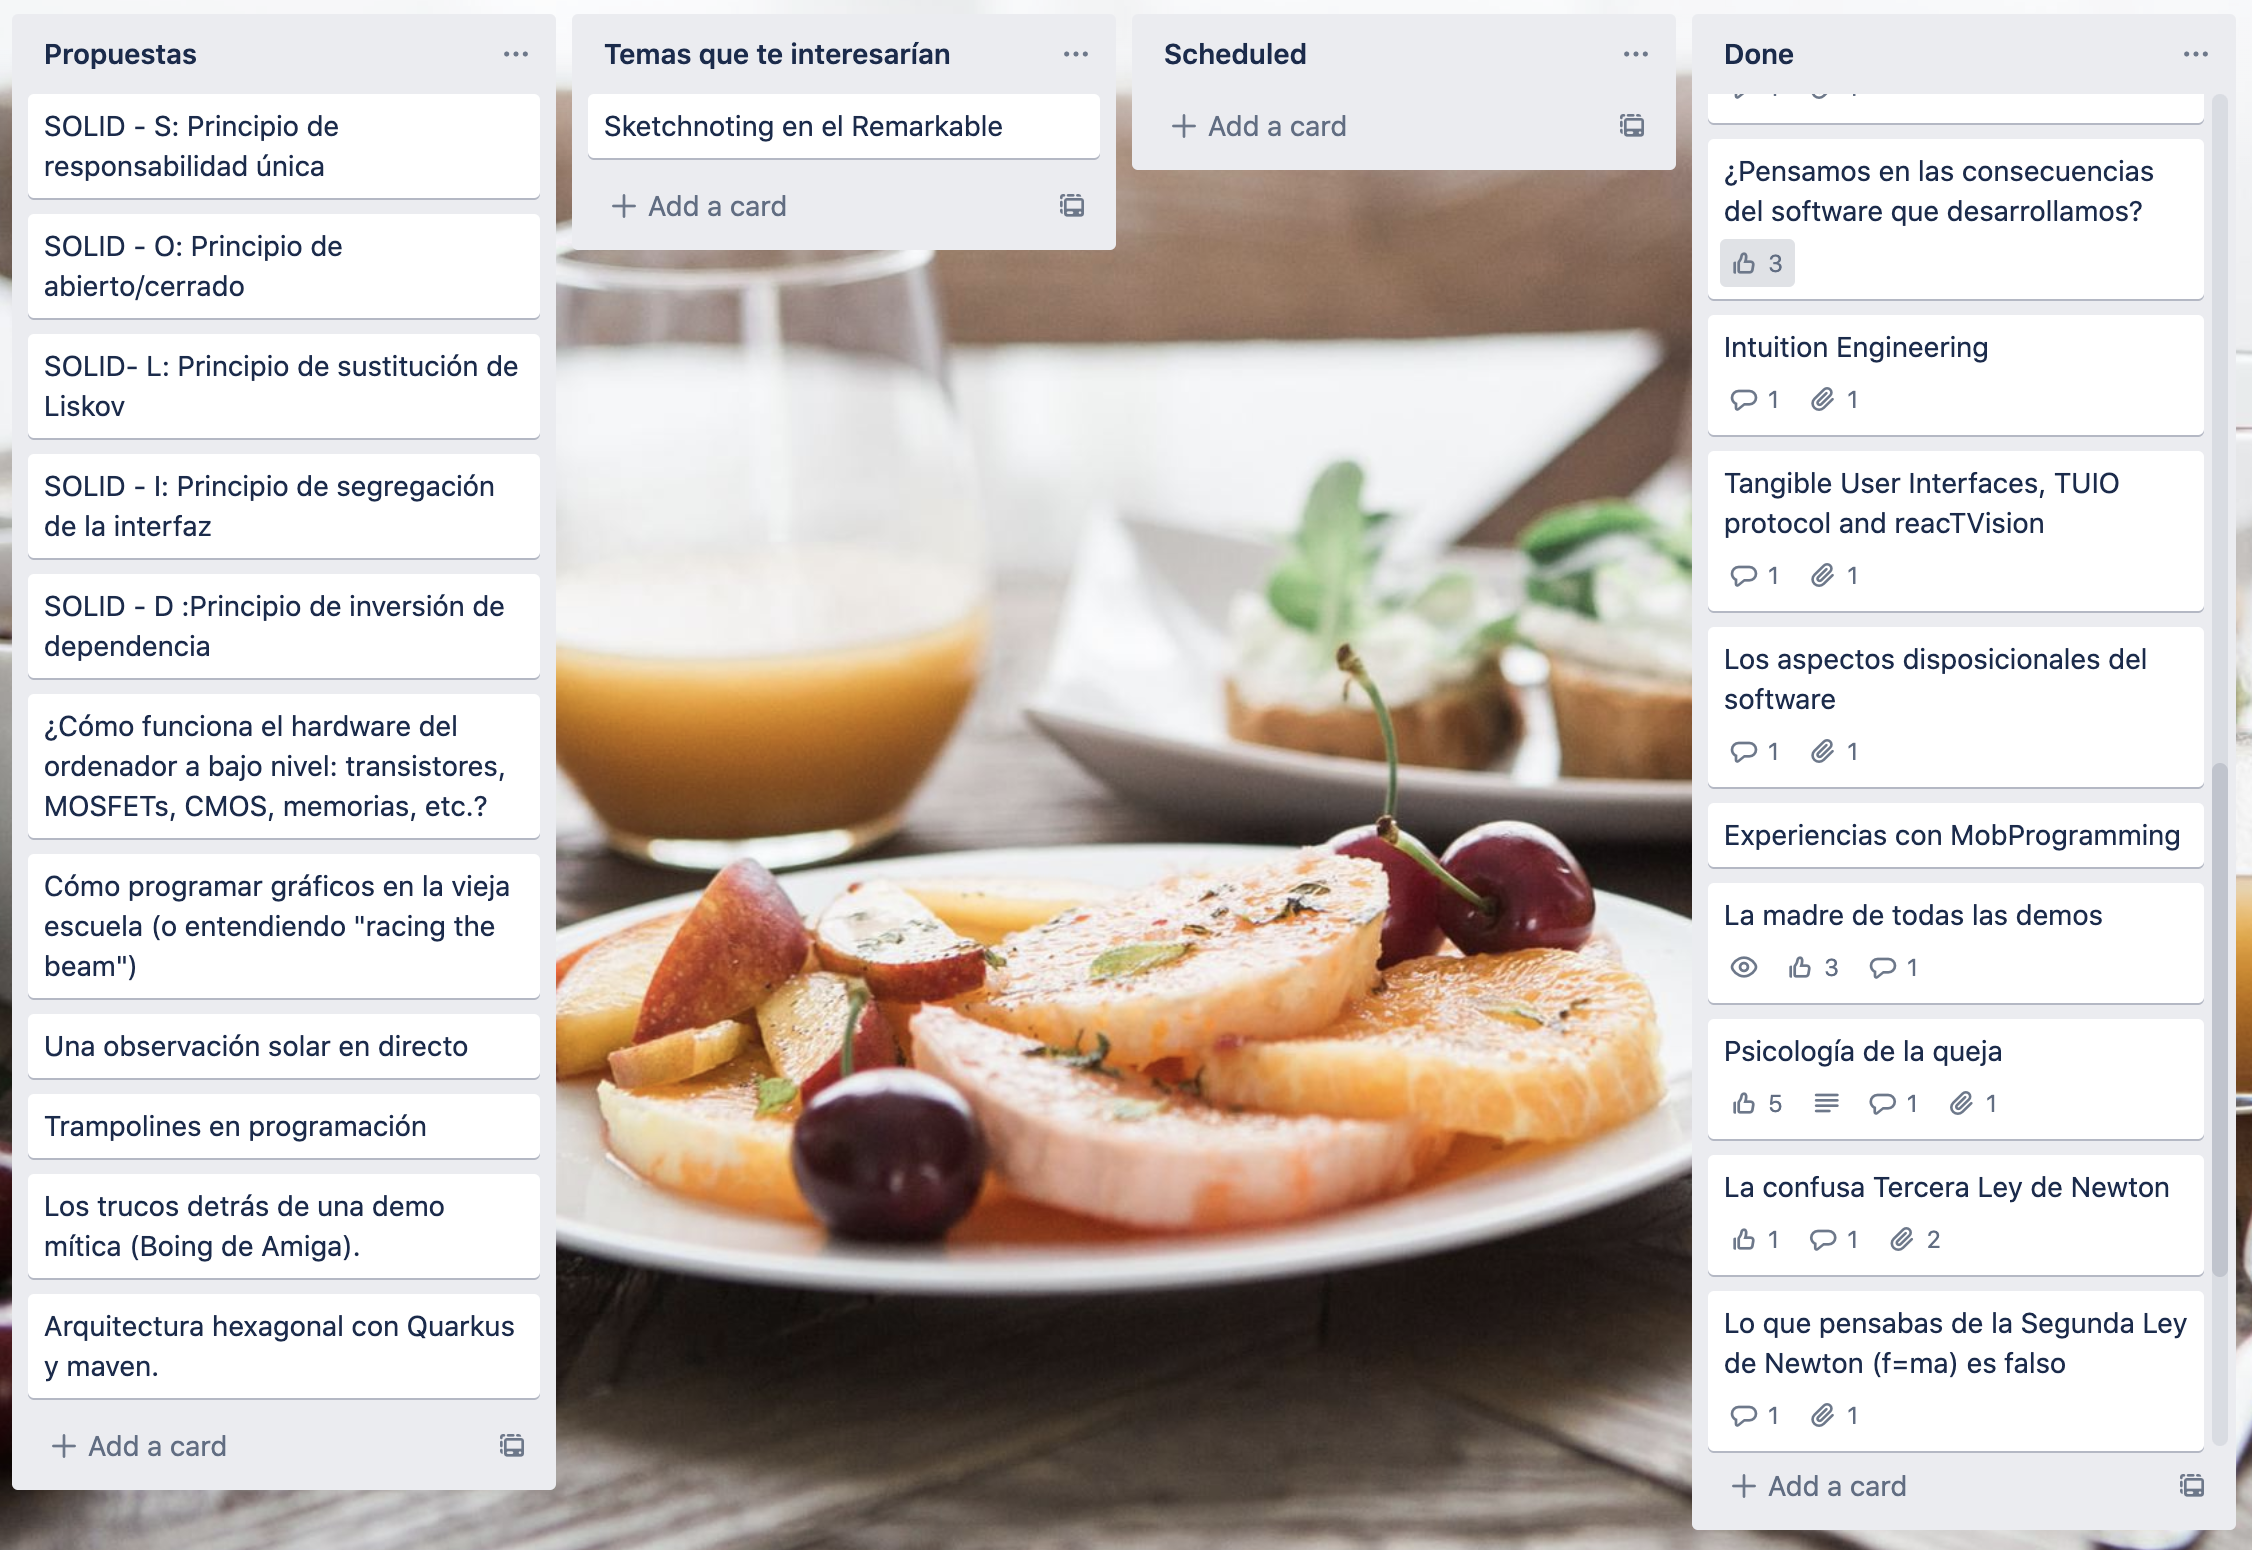 Propuestas
SOLID - S: Principio de
responsabilidad única
SOLID - O: Principio de
abierto/cerrado
SOLID- L: Principio de sustitución de
Liskov
SOLID - I: Principio de segregación
de la interfaz
SOLID - D :Principio de inversión de
dependencia
¿Cómo funciona el hardware del
ordenador a bajo nivel: transistores,
MOSFETs, CMOS, memorias, etc.?
Cómo programar gráficos en la vieja
escuela (o entendiendo "racing the
beam")
Una observación solar en directo
Trampolines en programación
Los trucos detrás de una demo
mítica (Boing de Amiga).
Arquitectura hexagonal con Quarkus
y maven.
Add a card
Temas que te interesarían
Sketchnoting en el Remarkable
Add a card
Scheduled
Add a card
Done
¿Pensamos en las consecuencias
del software que desarrollamos?
3
Intuition Engineering
1 1
Tangible User Interfaces, TUIO
protocol and reacTVision
1 1
Los aspectos disposicionales del
software
1 1
Experiencias con MobProgramming
La madre de todas las demos
3 1
Psicología de la queja
5 1 1
La confusa Tercera Ley de Newton
1 1 2
Lo que pensabas de la Segunda Ley
de Newton (f=ma) es falso
1 1
Add a card